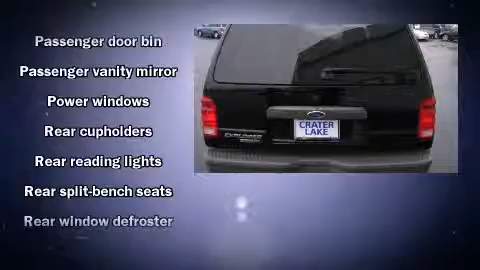 Passenger door bin
Passenger vanity mirror
Power windows
Rear cupholders
Rear reading lights
Rear split-bench seats
Rear window defroster
CRATER
LAKE
EXPLORER